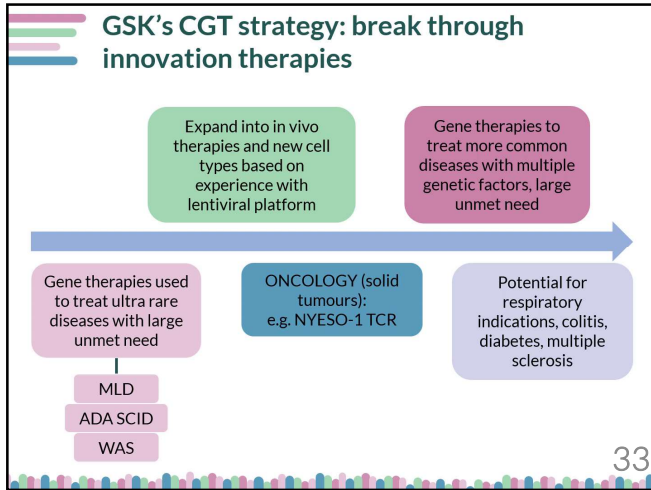 GSK's CGT strategy: break through
innovation therapies
Expand into in vivo
therapies and new cell
types based on
experience with
lentiviral platform
Gene therapies to
treat more common
diseases with multiple
genetic factors, large
unmet need
Gene therapies used
to treat ultra rare
diseases with large
unmet need
ONCOLOGY (solid
tumours):
e.g. NYESO-1 TCR
Potential for
respiratory
indications, colitis,
diabetes, multiple
sclerosis
MLD
ADA SCID
WAS
33